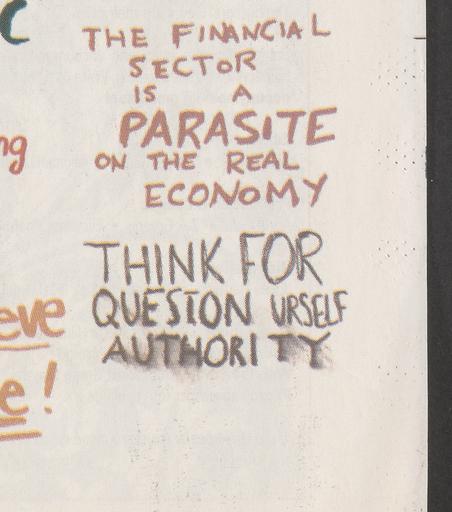 C
THE FINANCIAL
SECTOR
IS A
PARASITE
ON THE REAL
ECONOMY
ng
THINK FOR
QUESTION URSELF
AUTHORITY
eve
e!